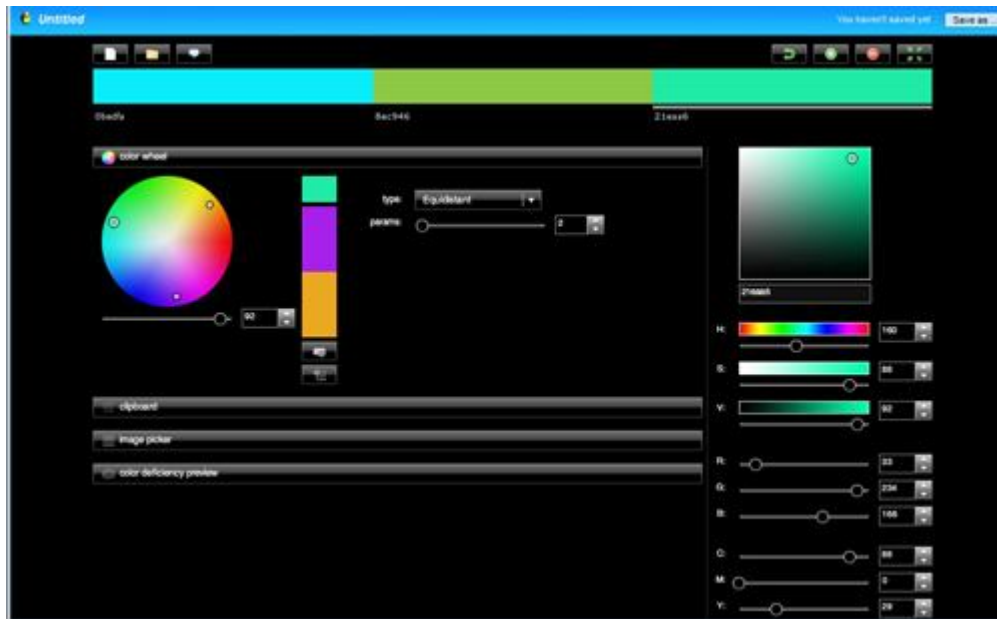 Untitled
You haven't saved yet
Save as ...
0bedfa
8ec946
21eaa6
color wheel
type:
Equidistant
params:
2
92
21eaa6
H:
160
S:
86
V:
92
clipboard
image picker
color deficiency preview
R:
33
G:
234
B:
166
C:
88
M:
0
Y:
29